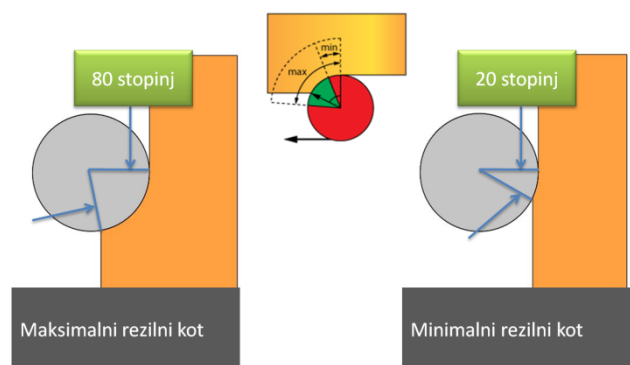 80 stopinj
min
max
20 stopinj
Maksimalni rezilni kot
Minimalni rezilni kot